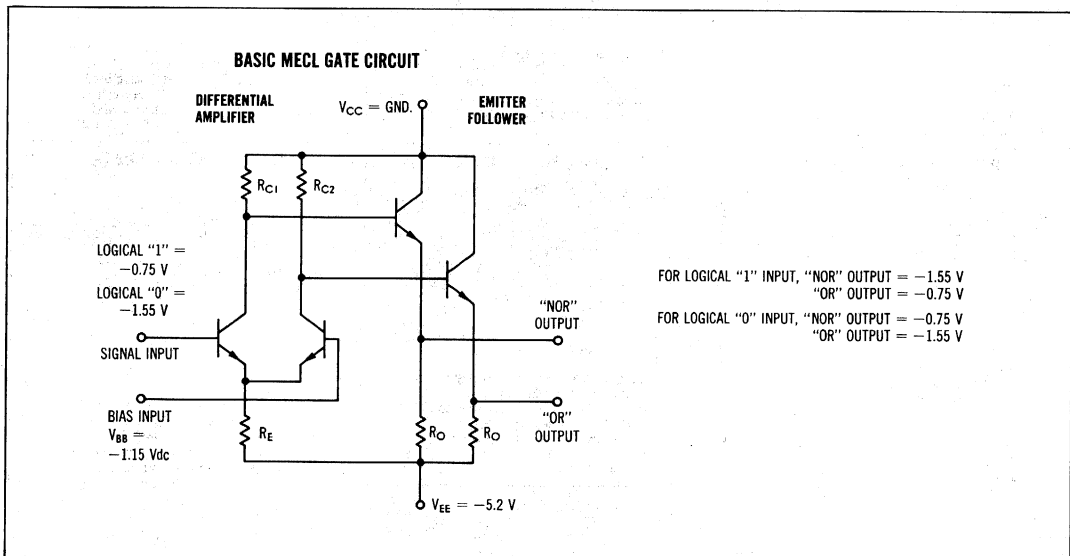 BASIC MECL GATE CIRCUIT
DIFFERENTIAL
AMPLIFIER
VCC = GND.
EMITTER
FOLLOWER
RC1
RC2
LOGICAL "1" =
−0.75 V
LOGICAL "0" =
−1.55 V
SIGNAL INPUT
BIAS INPUT
VBB =
−1.15 Vdc
RE
RO
RO
"NOR"
OUTPUT
"OR"
OUTPUT
VEE = −5.2 V
FOR LOGICAL "1" INPUT, "NOR" OUTPUT = −1.55 V
"OR" OUTPUT = −0.75 V
FOR LOGICAL "0" INPUT, "NOR" OUTPUT = −0.75 V
"OR" OUTPUT = −1.55 V